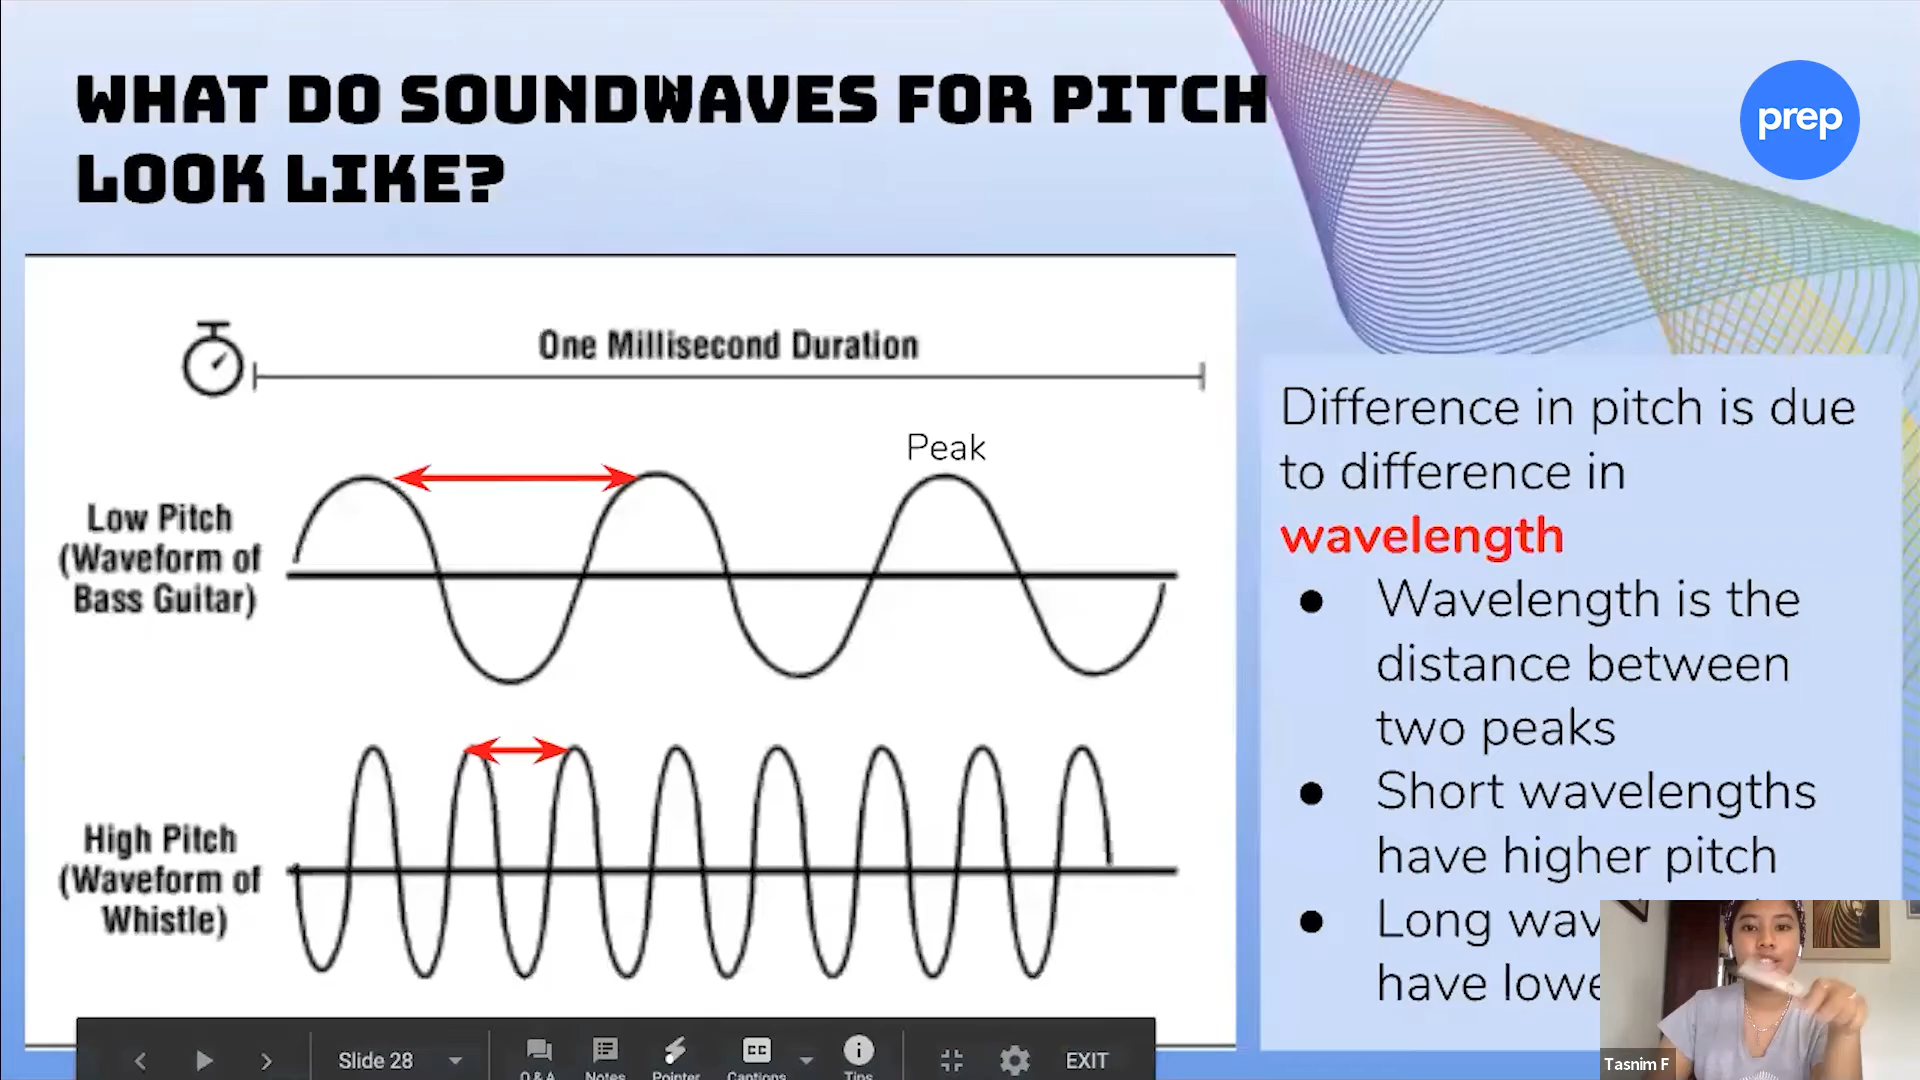 WHAT DO SOUNDWAVES FOR PITCH
LOOK LIKE?
prep
One Millisecond Duration
Peak
Low Pitch
(Waveform of
Bass Guitar)
High Pitch
(Waveform of
Whistle)
Difference in pitch is due
to difference in
wavelength
● Wavelength is the
distance between
two peaks
● Short wavelengths
have higher pitch
● Long wav
have lowe
Slide 28
Q & A
Notes
Pointer
CC
Captions
Tips
EXIT
Tasnim F